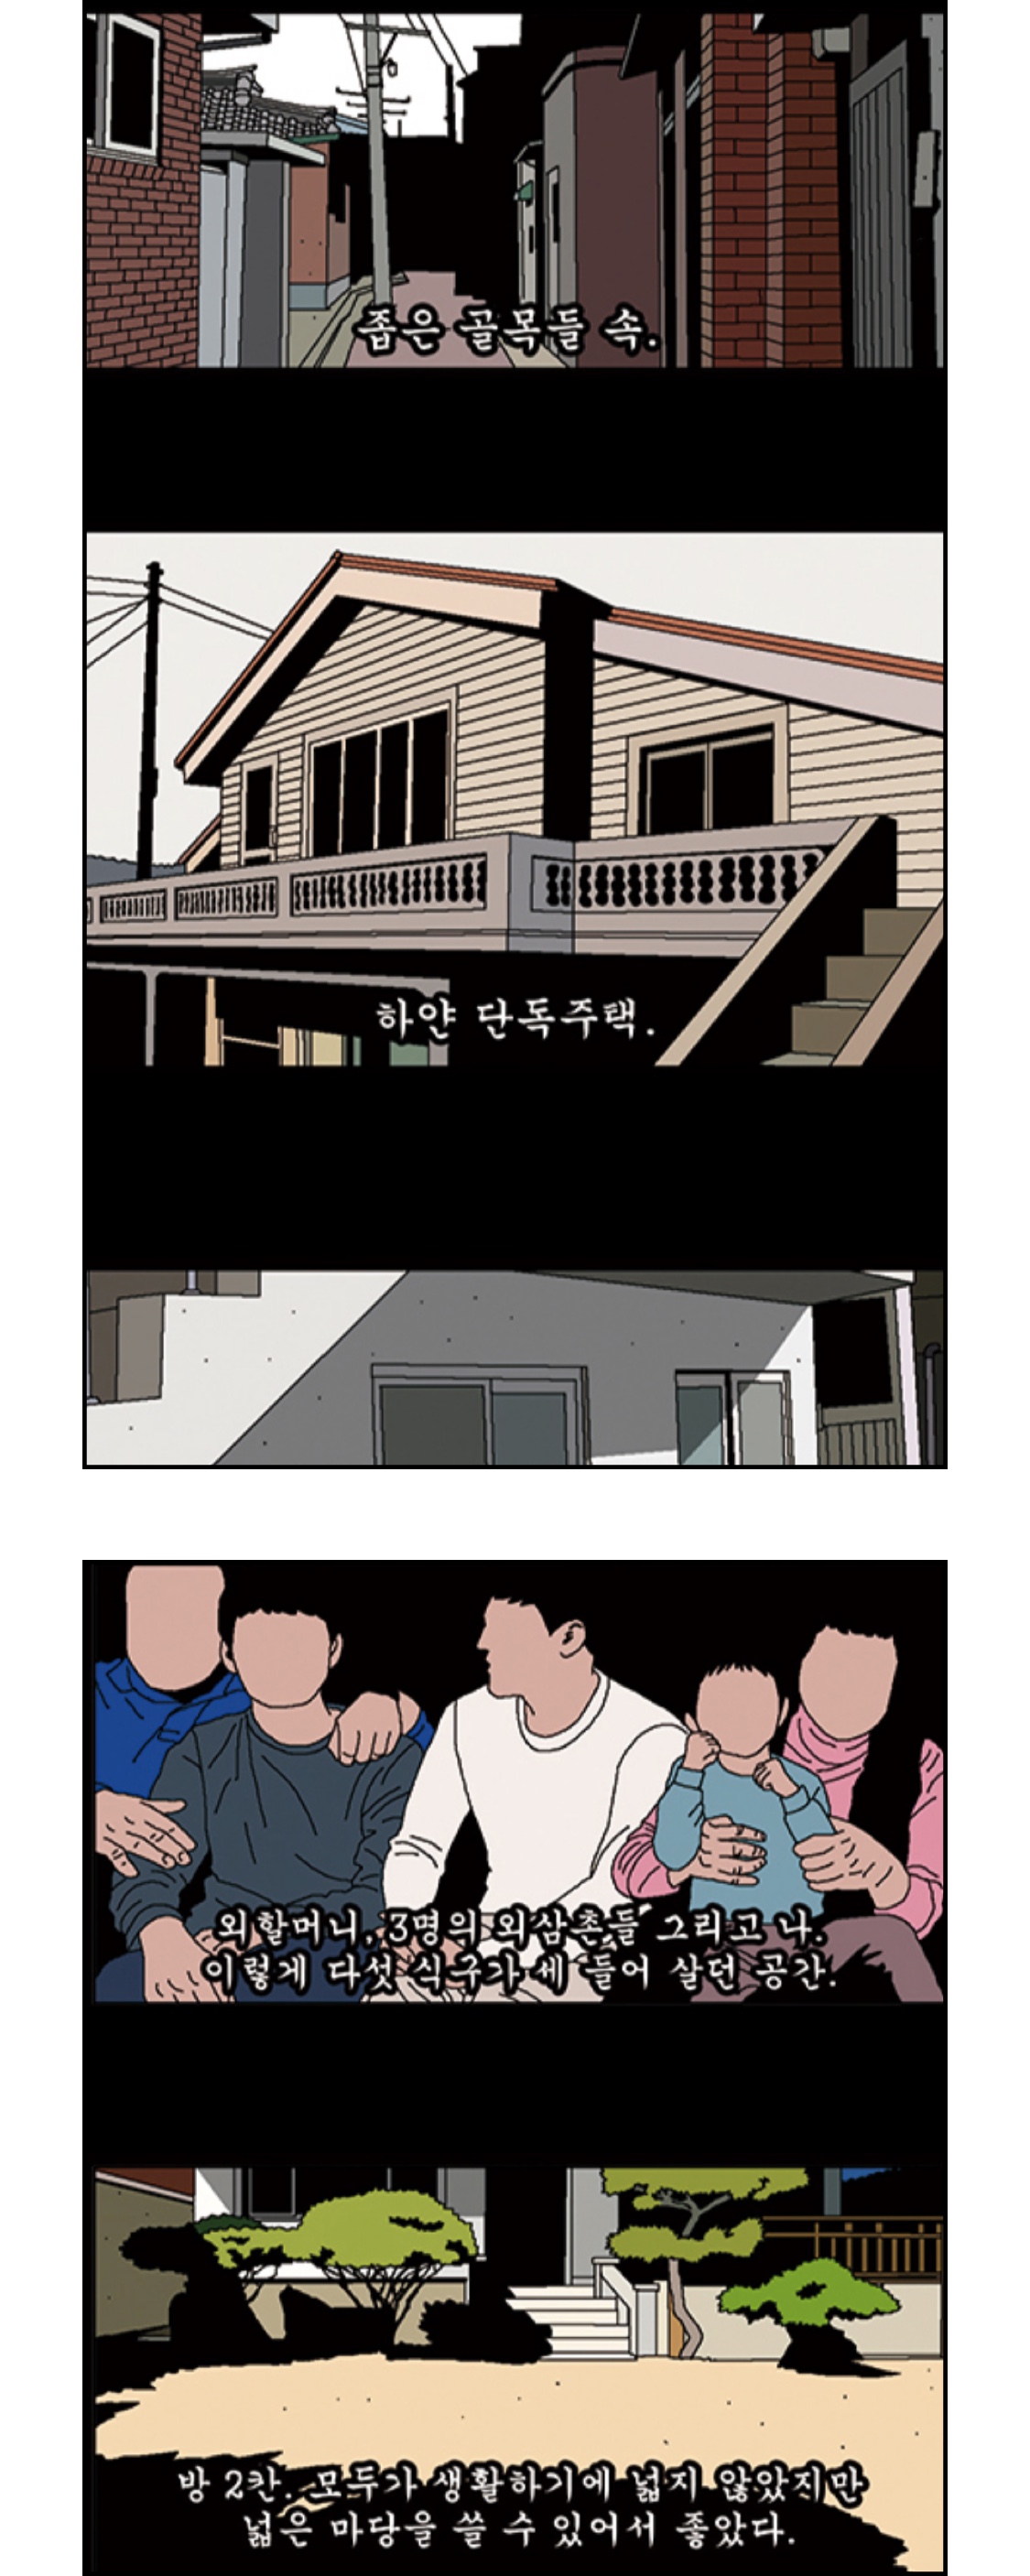 좁은 골목들 속.
하얀 단독주택.
외할머니, 3명의 외삼촌들 그리고 나.
이렇게 다섯 식구가 세 들어 살던 공간.
방 2칸. 모두가 생활하기에 넓지 않았지만
넓은 마당을 쓸 수 있어서 좋았다.